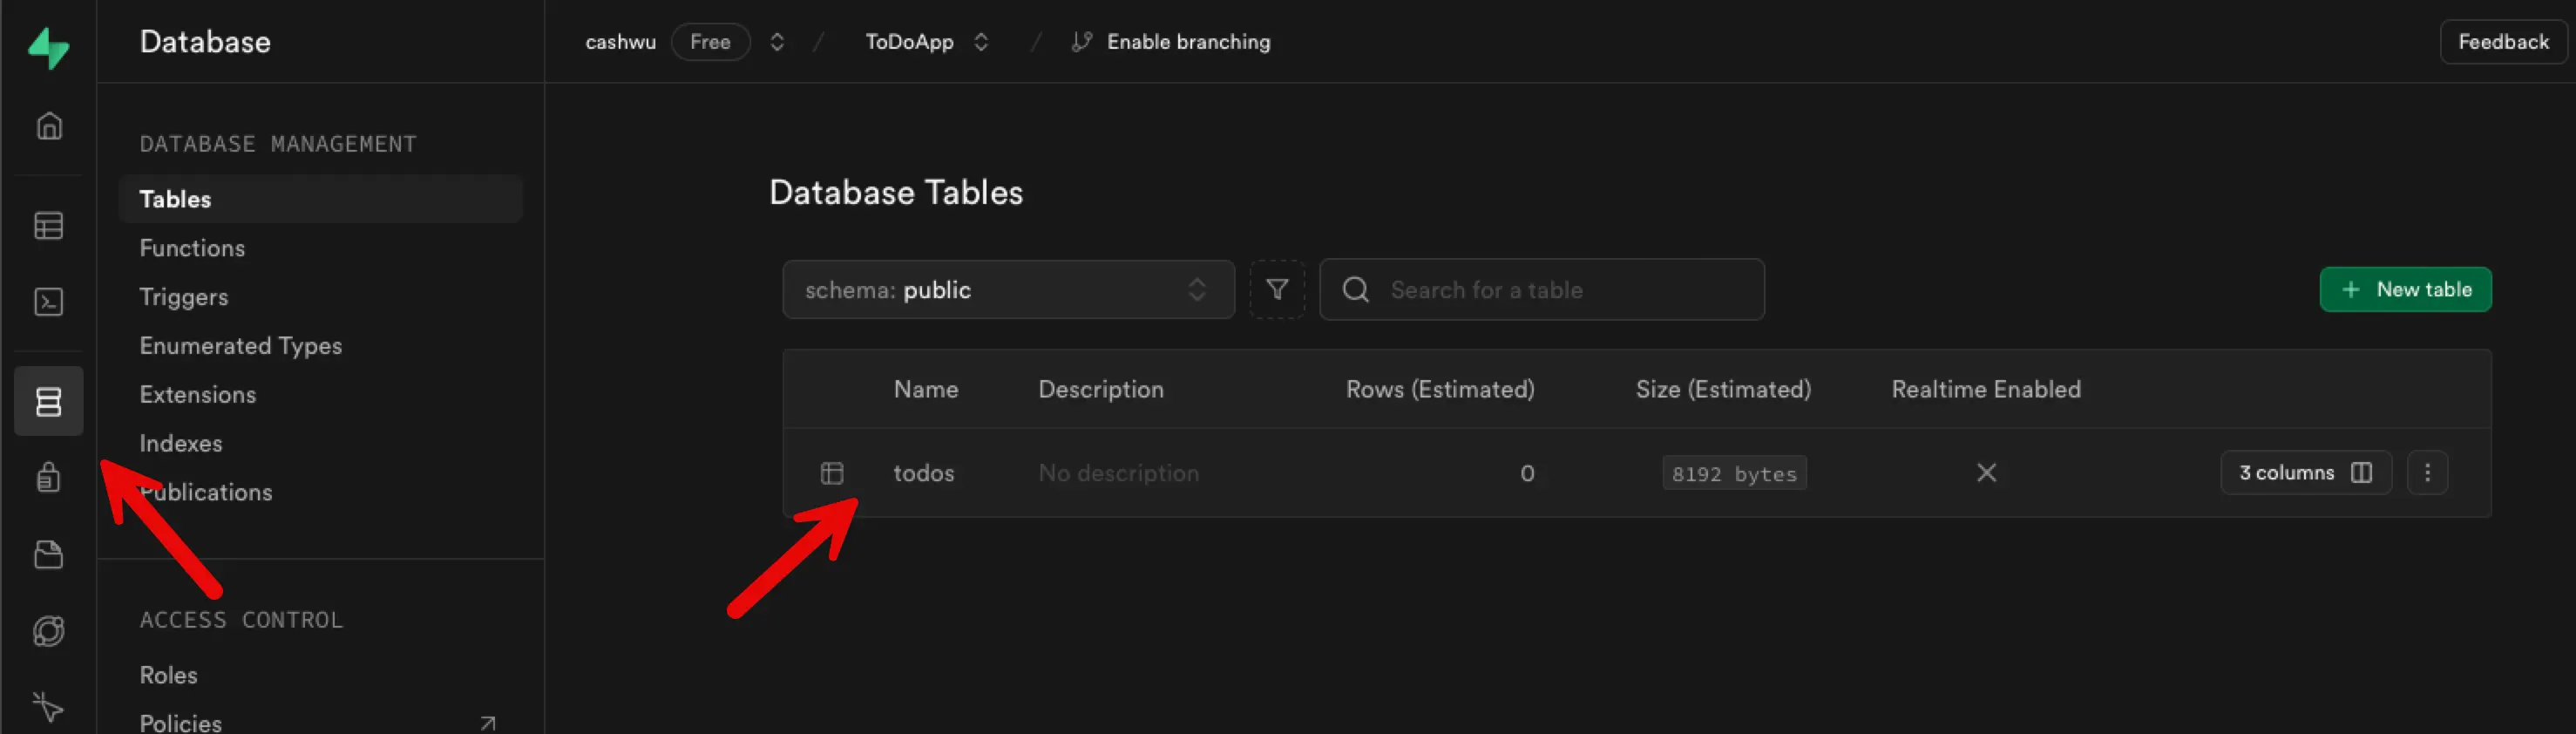 Database
cashwu Free / ToDoApp / Enable branching
Feedback
DATABASE MANAGEMENT
Tables
Functions
Triggers
Enumerated Types
Extensions
Indexes
Publications
ACCESS CONTROL
Roles
Policies
Database Tables
schema: public
Search for a table
+ New table
Name Description Rows (Estimated) Size (Estimated) Realtime Enabled
todos No description 0 8192 bytes 3 columns